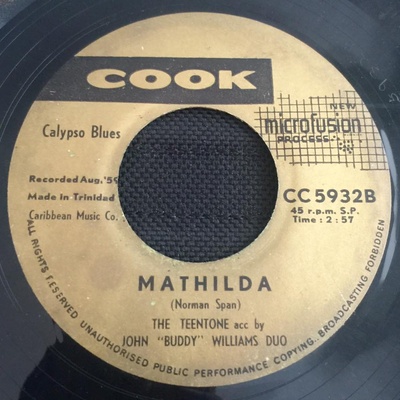 COOK
NEW
microfusion
PROCESS
Calypso Blues
Recorded Aug. '59
Made in Trinidad
Caribbean Music Co.
CC 5932B
45 r.p.m. S.P.
Time : 2 : 57
MATHILDA
(Norman Span)
THE TEENTONE acc by
JOHN "BUDDY" WILLIAMS DUO
ALL RIGHTS RESERVED UNAUTHORISED PUBLIC PERFORMANCE COPYING.. BROADCASTING FORBIDDEN